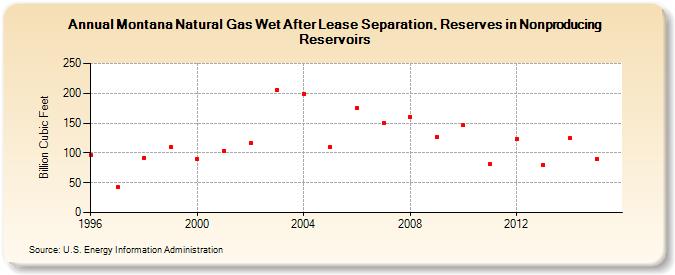 Annual Montana Natural Gas Wet After Lease Separation, Reserves in Nonproducing
Reservoirs
Billion Cubic Feet
250
200
150
100
50
0
1996
2000
2004
2008
2012
Source: U.S. Energy Information Administration